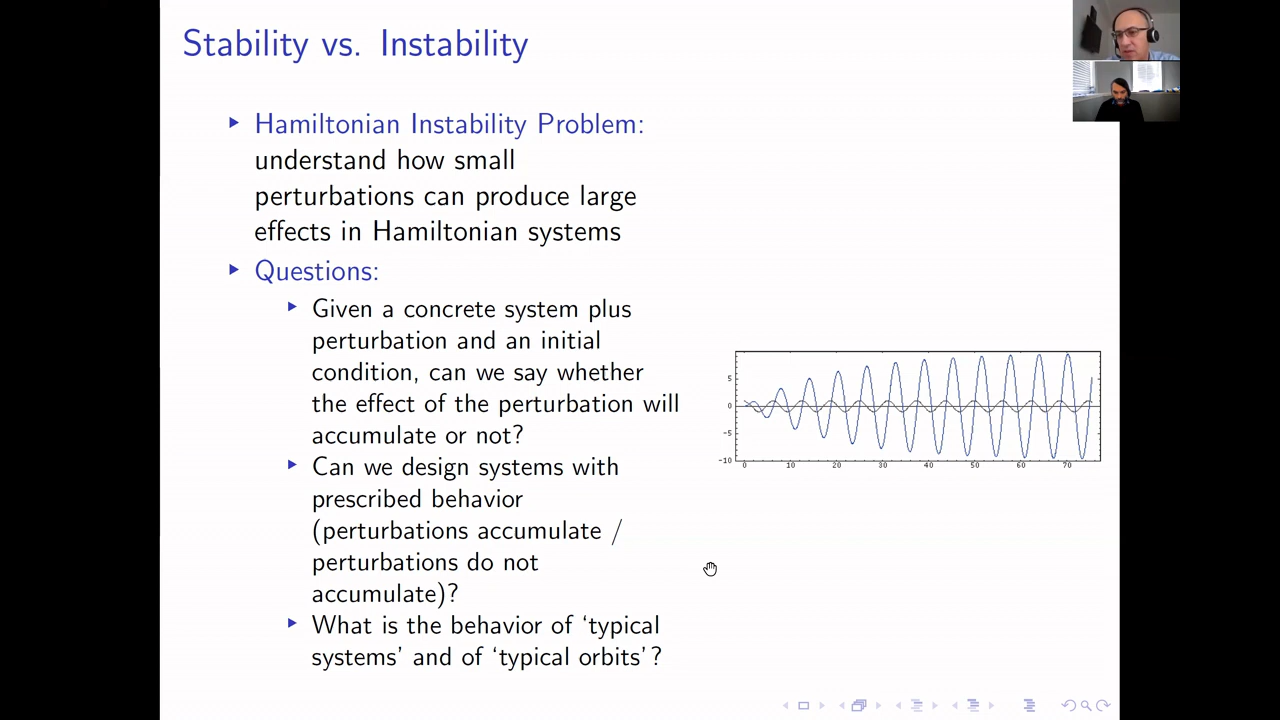 Stability vs. Instability
Hamiltonian Instability Problem:
understand how small
perturbations can produce large
effects in Hamiltonian systems
Questions:
Given a concrete system plus
perturbation and an initial
condition, can we say whether
the effect of the perturbation will
accumulate or not?
Can we design systems with
prescribed behavior
(perturbations accumulate /
perturbations do not
accumulate)?
What is the behavior of ‘typical
systems’ and of ‘typical orbits’?
5
0
-5
-10
0 10 20 30 40 50 60 70